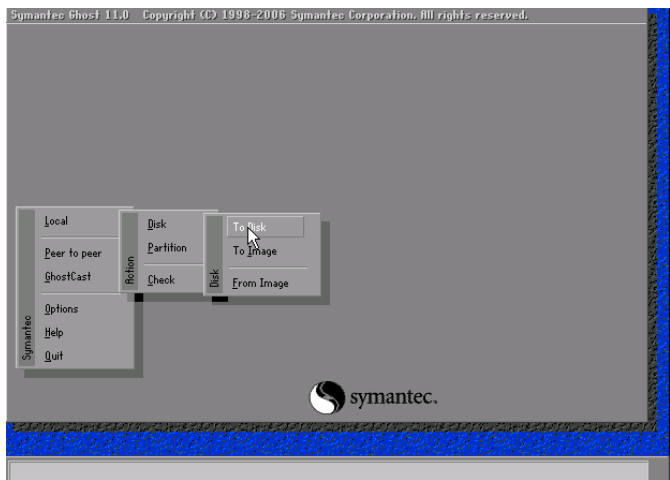 Symantec Ghost 11.0 Copyright (C) 1998-2006 Symantec Corporation. All rights reserved.
Symantec
Local
Peer to peer
GhostCast
Options
Help
Quit
Action
Disk
Partition
Check
Disk
To Disk
To Image
From Image
symantec.